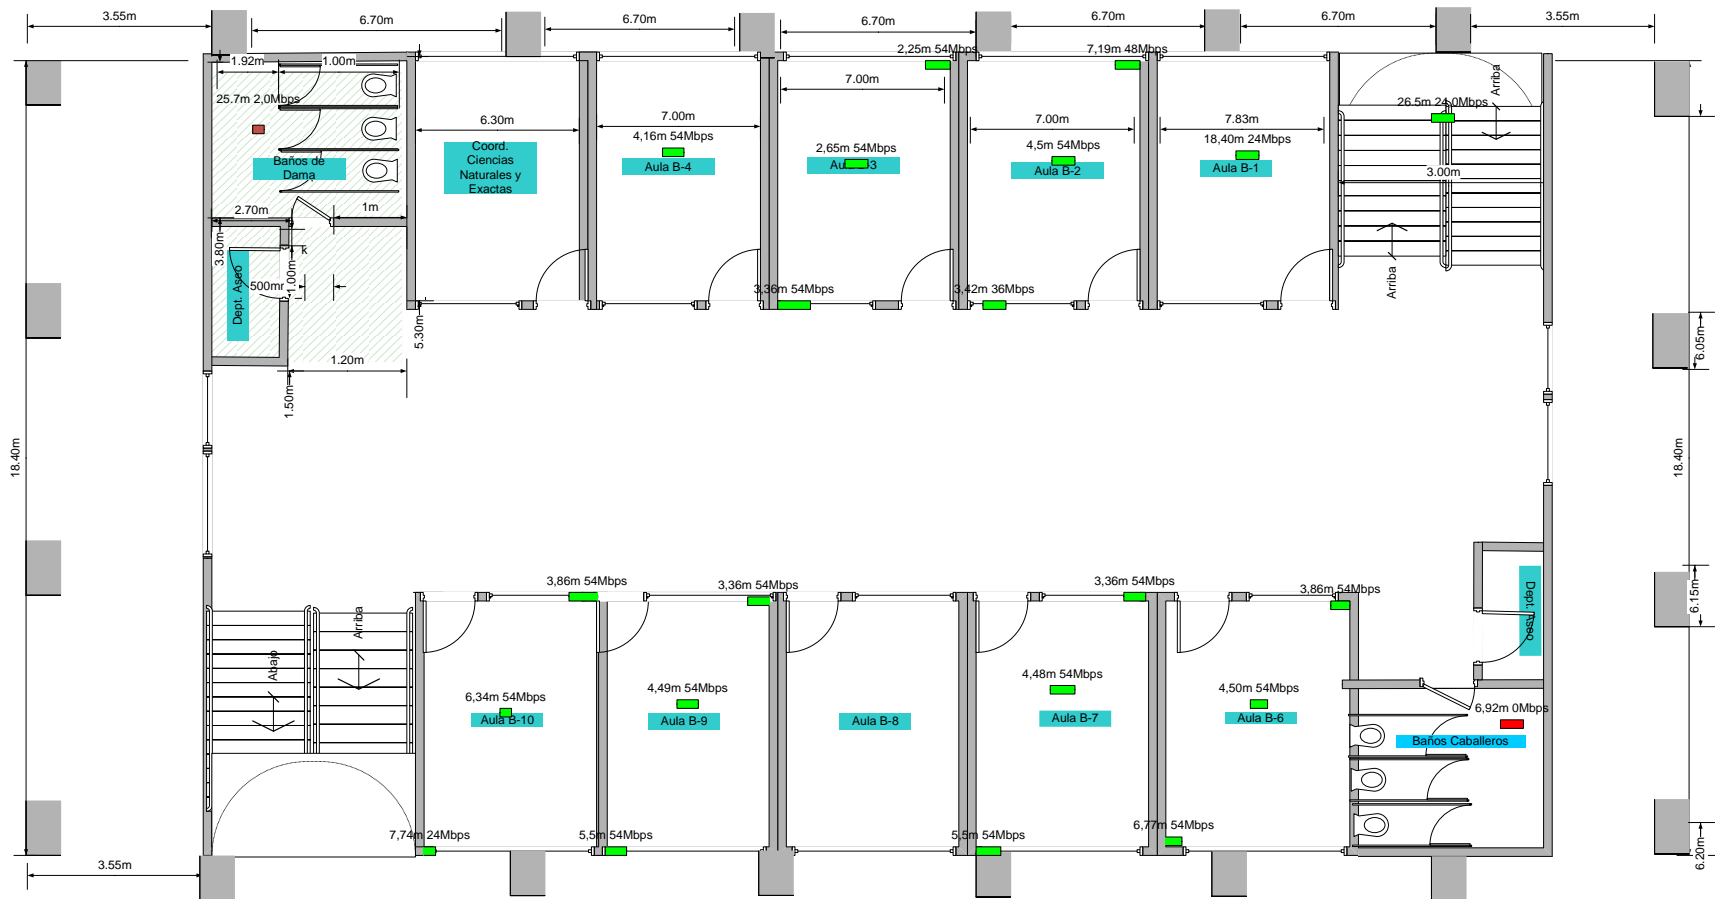 3.55m
6.70m
6.70m
6.70m
6.70m
6.70m
3.55m
2,25m 54Mbps
7,19m 48Mbps
1.92m
1.00m
25.7m 2,0Mbps
7.00m
Arriba
26.5m 24,0Mbps
6.30m
7.00m
7.00m
7.83m
4,16m 54Mbps
2,65m 54Mbps
4,5m 54Mbps
18,40m 24Mbps
Baños de
Dama
Coord.
Ciencias
Naturales y
Exactas
Aula B-4
Aula B-3
Aula B-2
Aula B-1
3.00m
2.70m
1m
3.80m
k
Dept. Aseo
1.00m
500mm
Arriba
3,36m 54Mbps
3,42m 36Mbps
5.30m
6.05m
1.20m
1.50m
18.40m
18.40m
3,86m 54Mbps
3,36m 54Mbps
3,36m 54Mbps
3,86m 54Mbps
Dept. Aseo
6.15m
Abajo
Arriba
6,34m 54Mbps
4,49m 54Mbps
4,48m 54Mbps
4,50m 54Mbps
6,92m 0Mbps
Aula B-10
Aula B-9
Aula B-8
Aula B-7
Aula B-6
Baños Caballeros
7,74m 24Mbps
5,5m 54Mbps
5,5m 54Mbps
6,77m 54Mbps
3.55m
6.20m